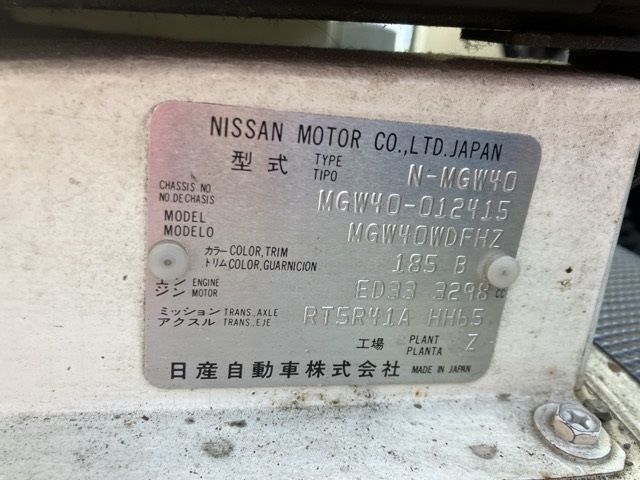 NISSAN MOTOR CO.,LTD.JAPAN
型式 TYPE TIPO N-MGW40
CHASSIS NO. NO.DE CHASIS MGW40-012415
MODEL MODELO MGW40WDFHZ
カラー COLOR,TRIM トリム COLOR,GUARNICION 185 B
エンジン ENGINE MOTOR ED33 3298 CC
ミッション TRANS.,AXLE アクスル TRANS.,EJE RT5R41A HH65
工場 PLANT PLANTA Z
日産自動車株式会社 MADE IN JAPAN